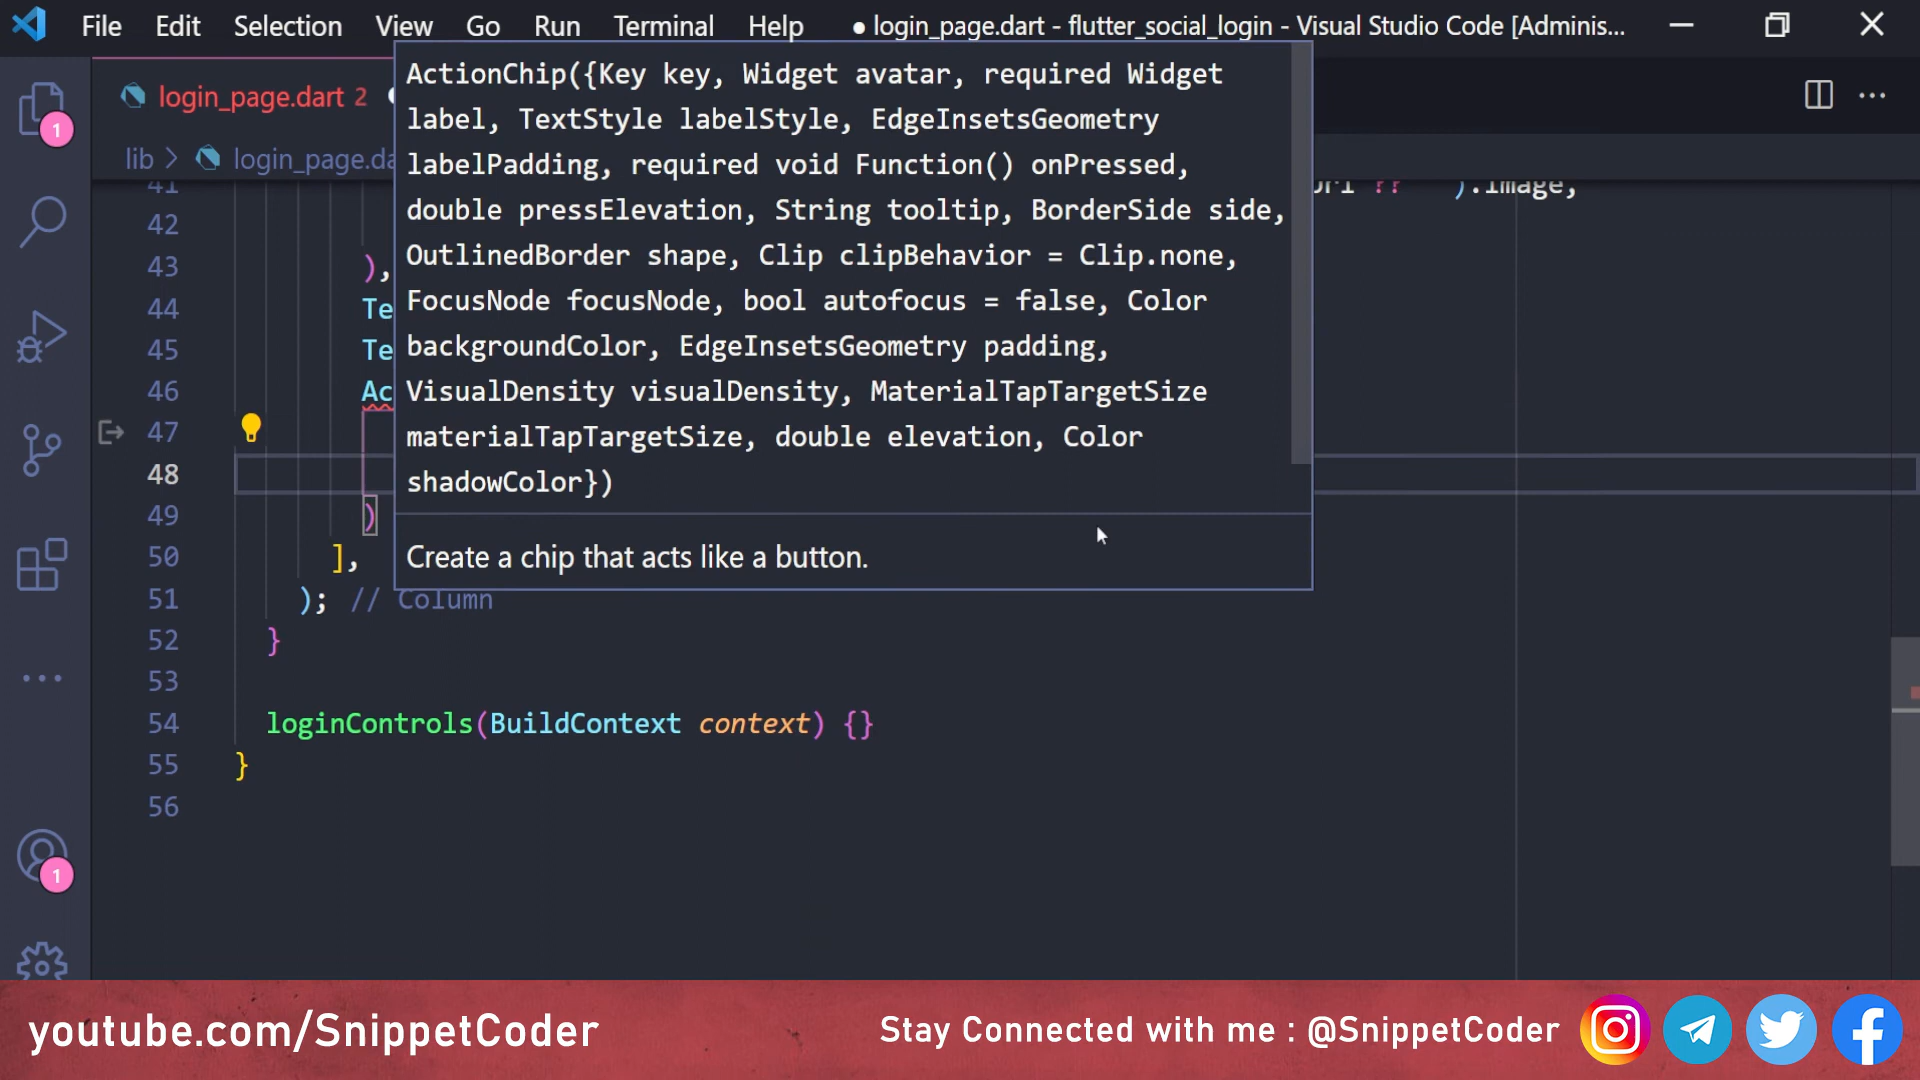 File Edit Selection View Go Run Terminal Help ● login_page.dart - flutter_social_login - Visual Studio Code [Adminis...
login_page.dart 2
lib > login_page.da
ActionChip({Key key, Widget avatar, required Widget
label, TextStyle labelStyle, EdgeInsetsGeometry
labelPadding, required void Function() onPressed,
double pressElevation, String tooltip, BorderSide side,
OutlinedBorder shape, Clip clipBehavior = Clip.none,
FocusNode focusNode, bool autofocus = false, Color
backgroundColor, EdgeInsetsGeometry padding,
VisualDensity visualDensity, MaterialTapTargetSize
materialTapTargetSize, double elevation, Color
shadowColor})
Create a chip that acts like a button.
1
1
41 ?? ).image,
42
43 ),
44 Te
45 Te
46 Ac
47
48
49 )
50 ],
51 ); // Column
52 }
53
54 loginControls(BuildContext context) {}
55 }
56
youtube.com/SnippetCoder
Stay Connected with me : @SnippetCoder